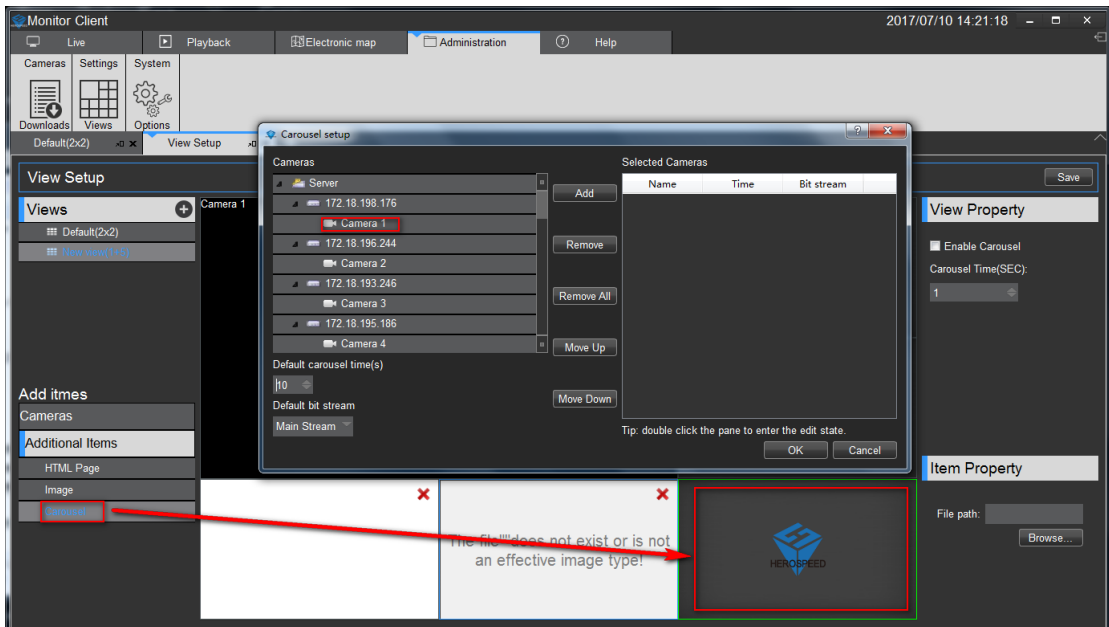 Monitor Client
2017/07/10 14:21:18
Live
Playback
Electronic map
Administration
Help
Cameras
Settings
System
Downloads
Views
Options
Default(2x2)
View Setup
View Setup
Save
Views
Default(2x2)
Camera 1
Carousel setup
Cameras
Server
172.18.198.176
Camera 1
172.18.196.244
Camera 2
172.18.193.246
Camera 3
172.18.195.186
Camera 4
Default carousel time(s)
10
Default bit stream
Main Stream
Add
Remove
Remove All
Move Up
Move Down
Selected Cameras
Name Time Bit stream
Tip: double click the pane to enter the edit state.
OK
Cancel
View Property
Enable Carousel
Carousel Time(SEC):
1
Add itmes
Cameras
Additional Items
HTML Page
Image
Carousel
The file""does not exist or is not
an effective image type!
HEROSPEED
Item Property
File path:
Browse...